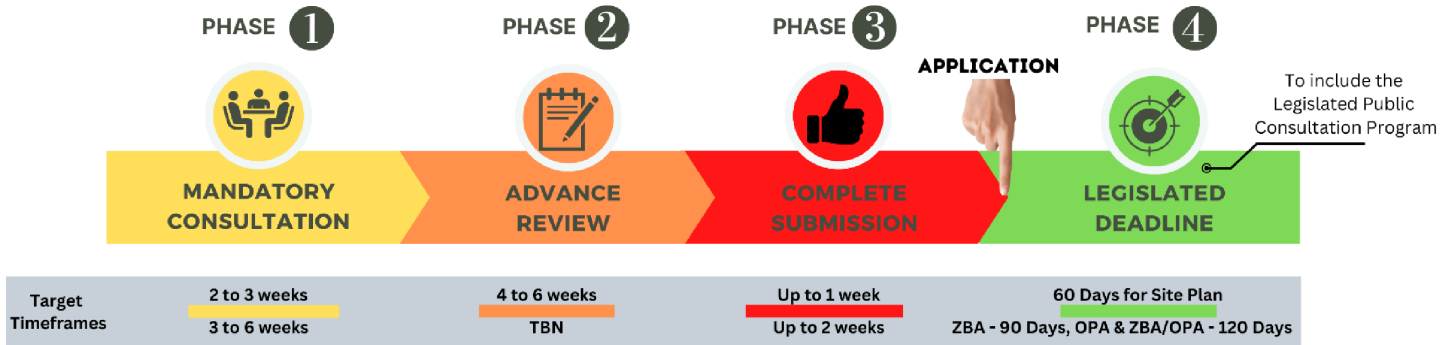 PHASE 1
PHASE 2
PHASE 3
PHASE 4
APPLICATION
To include the
Legislated Public
Consultation Program
MANDATORY
CONSULTATION
ADVANCE
REVIEW
COMPLETE
SUBMISSION
LEGISLATED
DEADLINE
Target
Timeframes
2 to 3 weeks
3 to 6 weeks
4 to 6 weeks
TBN
Up to 1 week
Up to 2 weeks
60 Days for Site Plan
ZBA - 90 Days, OPA & ZBA/OPA - 120 Days